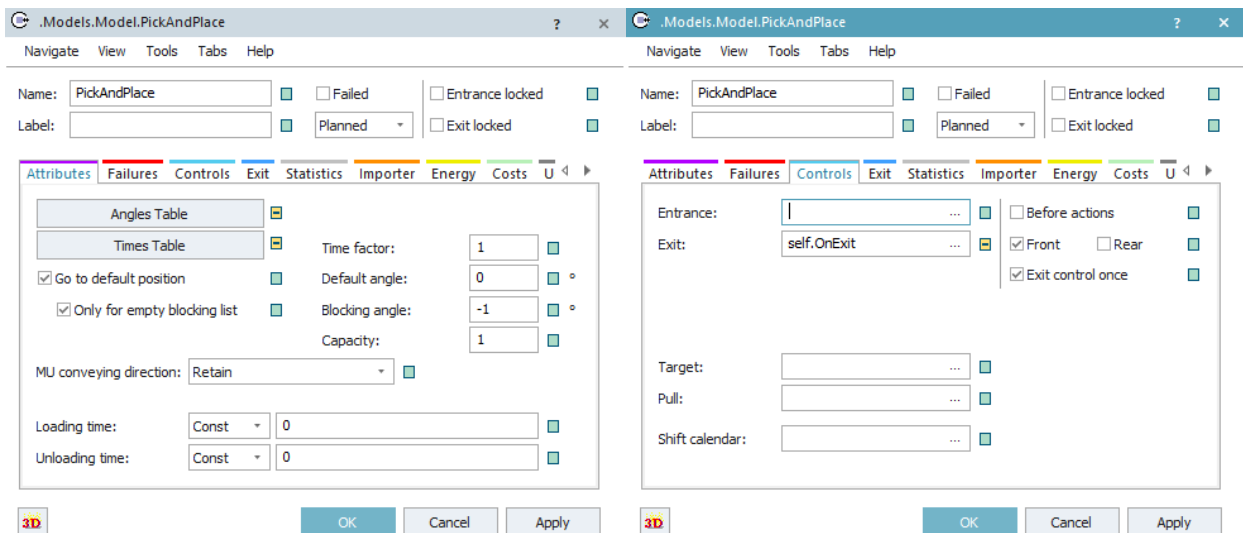 .Models.Model.PickAndPlace ? ×
Navigate View Tools Tabs Help
Name: PickAndPlace Failed Entrance locked
Label: Planned Exit locked
Attributes Failures Controls Exit Statistics Importer Energy Costs U
Angles Table
Times Table Time factor: 1
Go to default position Default angle: 0 °
Only for empty blocking list Blocking angle: -1 °
Capacity: 1
MU conveying direction: Retain
Loading time: Const 0
Unloading time: Const 0
3D OK Cancel Apply
.Models.Model.PickAndPlace ? ×
Navigate View Tools Tabs Help
Name: PickAndPlace Failed Entrance locked
Label: Planned Exit locked
Attributes Failures Controls Exit Statistics Importer Energy Costs U
Entrance: ... Before actions
Exit: self.OnExit ... Front Rear
Exit control once
Target: ...
Pull: ...
Shift calendar: ...
3D OK Cancel Apply